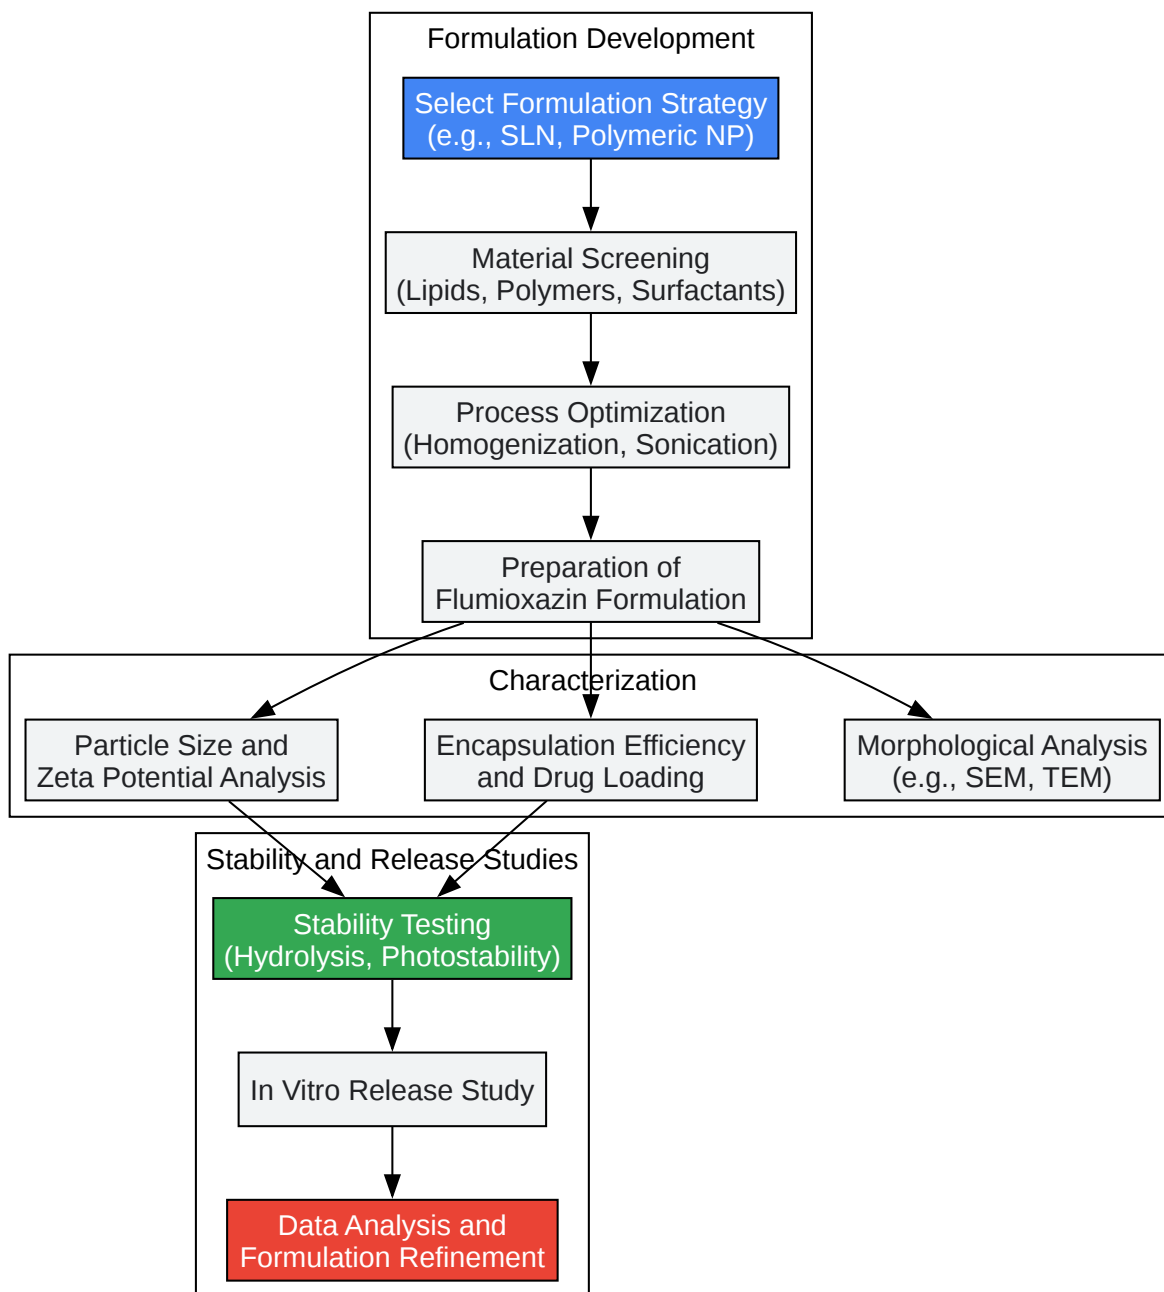 Formulation Development
Select Formulation Strategy
(e.g., SLN, Polymeric NP)
Material Screening
(Lipids, Polymers, Surfactants)
Process Optimization
(Homogenization, Sonication)
Preparation of
Flumioxazin Formulation
Characterization
Particle Size and
Zeta Potential Analysis
Encapsulation Efficiency
and Drug Loading
Morphological Analysis
(e.g., SEM, TEM)
Stability and Release Studies
Stability Testing
(Hydrolysis, Photostability)
In Vitro Release Study
Data Analysis and
Formulation Refinement